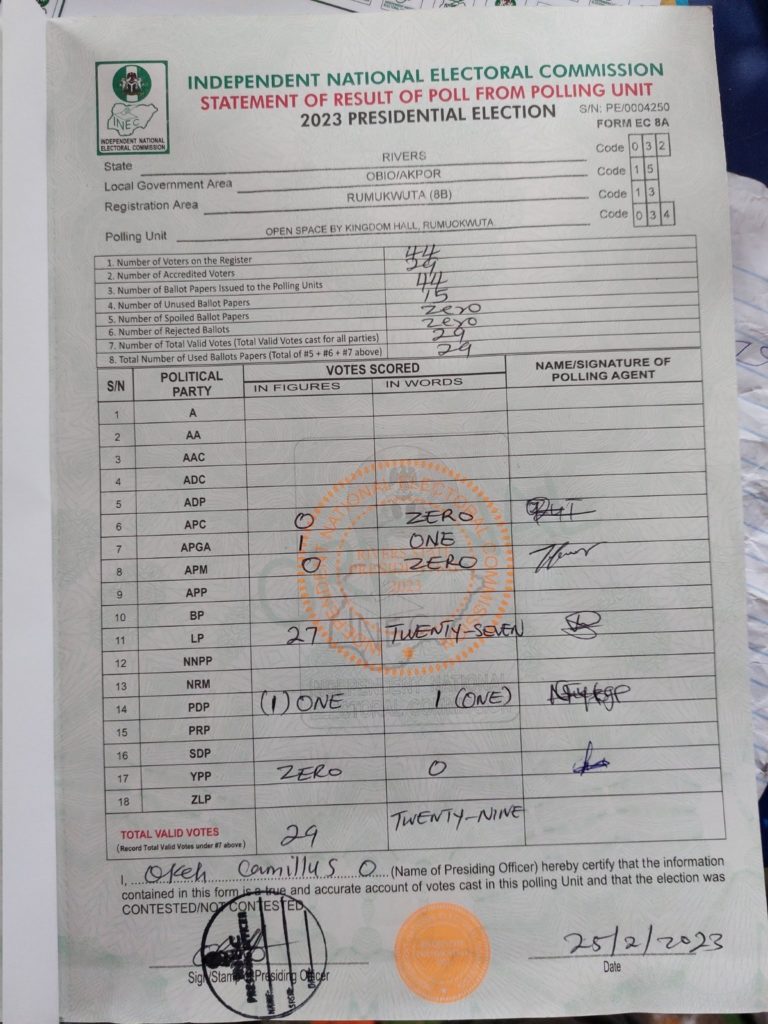 INDEPENDENT NATIONAL ELECTORAL COMMISSION
STATEMENT OF RESULT OF POLL FROM POLLING UNIT
2023 PRESIDENTIAL ELECTION
S/N: PE/0004250
FORM EC 8A
INEC
INDEPENDENT NATIONAL
ELECTORAL COMMISSION
State RIVERS Code 0 3 2
Local Government Area OBIO/AKPOR Code 1 5
Registration Area RUMUKWUTA (8B) Code 1 3
Polling Unit OPEN SPACE BY KINGDOM HALL, RUMUOKWUTA Code 0 3 4
1. Number of Voters on the Register 44
2. Number of Accredited Voters 29
3. Number of Ballot Papers Issued to the Polling Units 44
4. Number of Unused Ballot Papers 15
5. Number of Spoiled Ballot Papers zero
6. Number of Rejected Ballots zero
7. Number of Total Valid Votes (Total Valid Votes cast for all parties) 29
8. Total Number of Used Ballots Papers (Total of #5 + #6 + #7 above) 29
S/N POLITICAL PARTY VOTES SCORED NAME/SIGNATURE OF POLLING AGENT
IN FIGURES IN WORDS
1 A
2 AA
3 AAC
4 ADC
5 ADP
6 APC 0 ZERO
7 APGA 1 ONE
8 APM 0 ZERO
9 APP
10 BP
11 LP 27 TWENTY-SEVEN
12 NNPP
13 NRM
14 PDP (1) ONE 1 (ONE)
15 PRP
16 SDP
17 YPP ZERO 0
18 ZLP
TOTAL VALID VOTES 29 TWENTY-NINE
(Record Total Valid Votes under #7 above)
I, Okeh Camillus O (Name of Presiding Officer) hereby certify that the information
contained in this form is a true and accurate account of votes cast in this polling Unit and that the election was
CONTESTED/NOT CONTESTED
25/2/2023
Sign/Stamp of Presiding Officer
Date